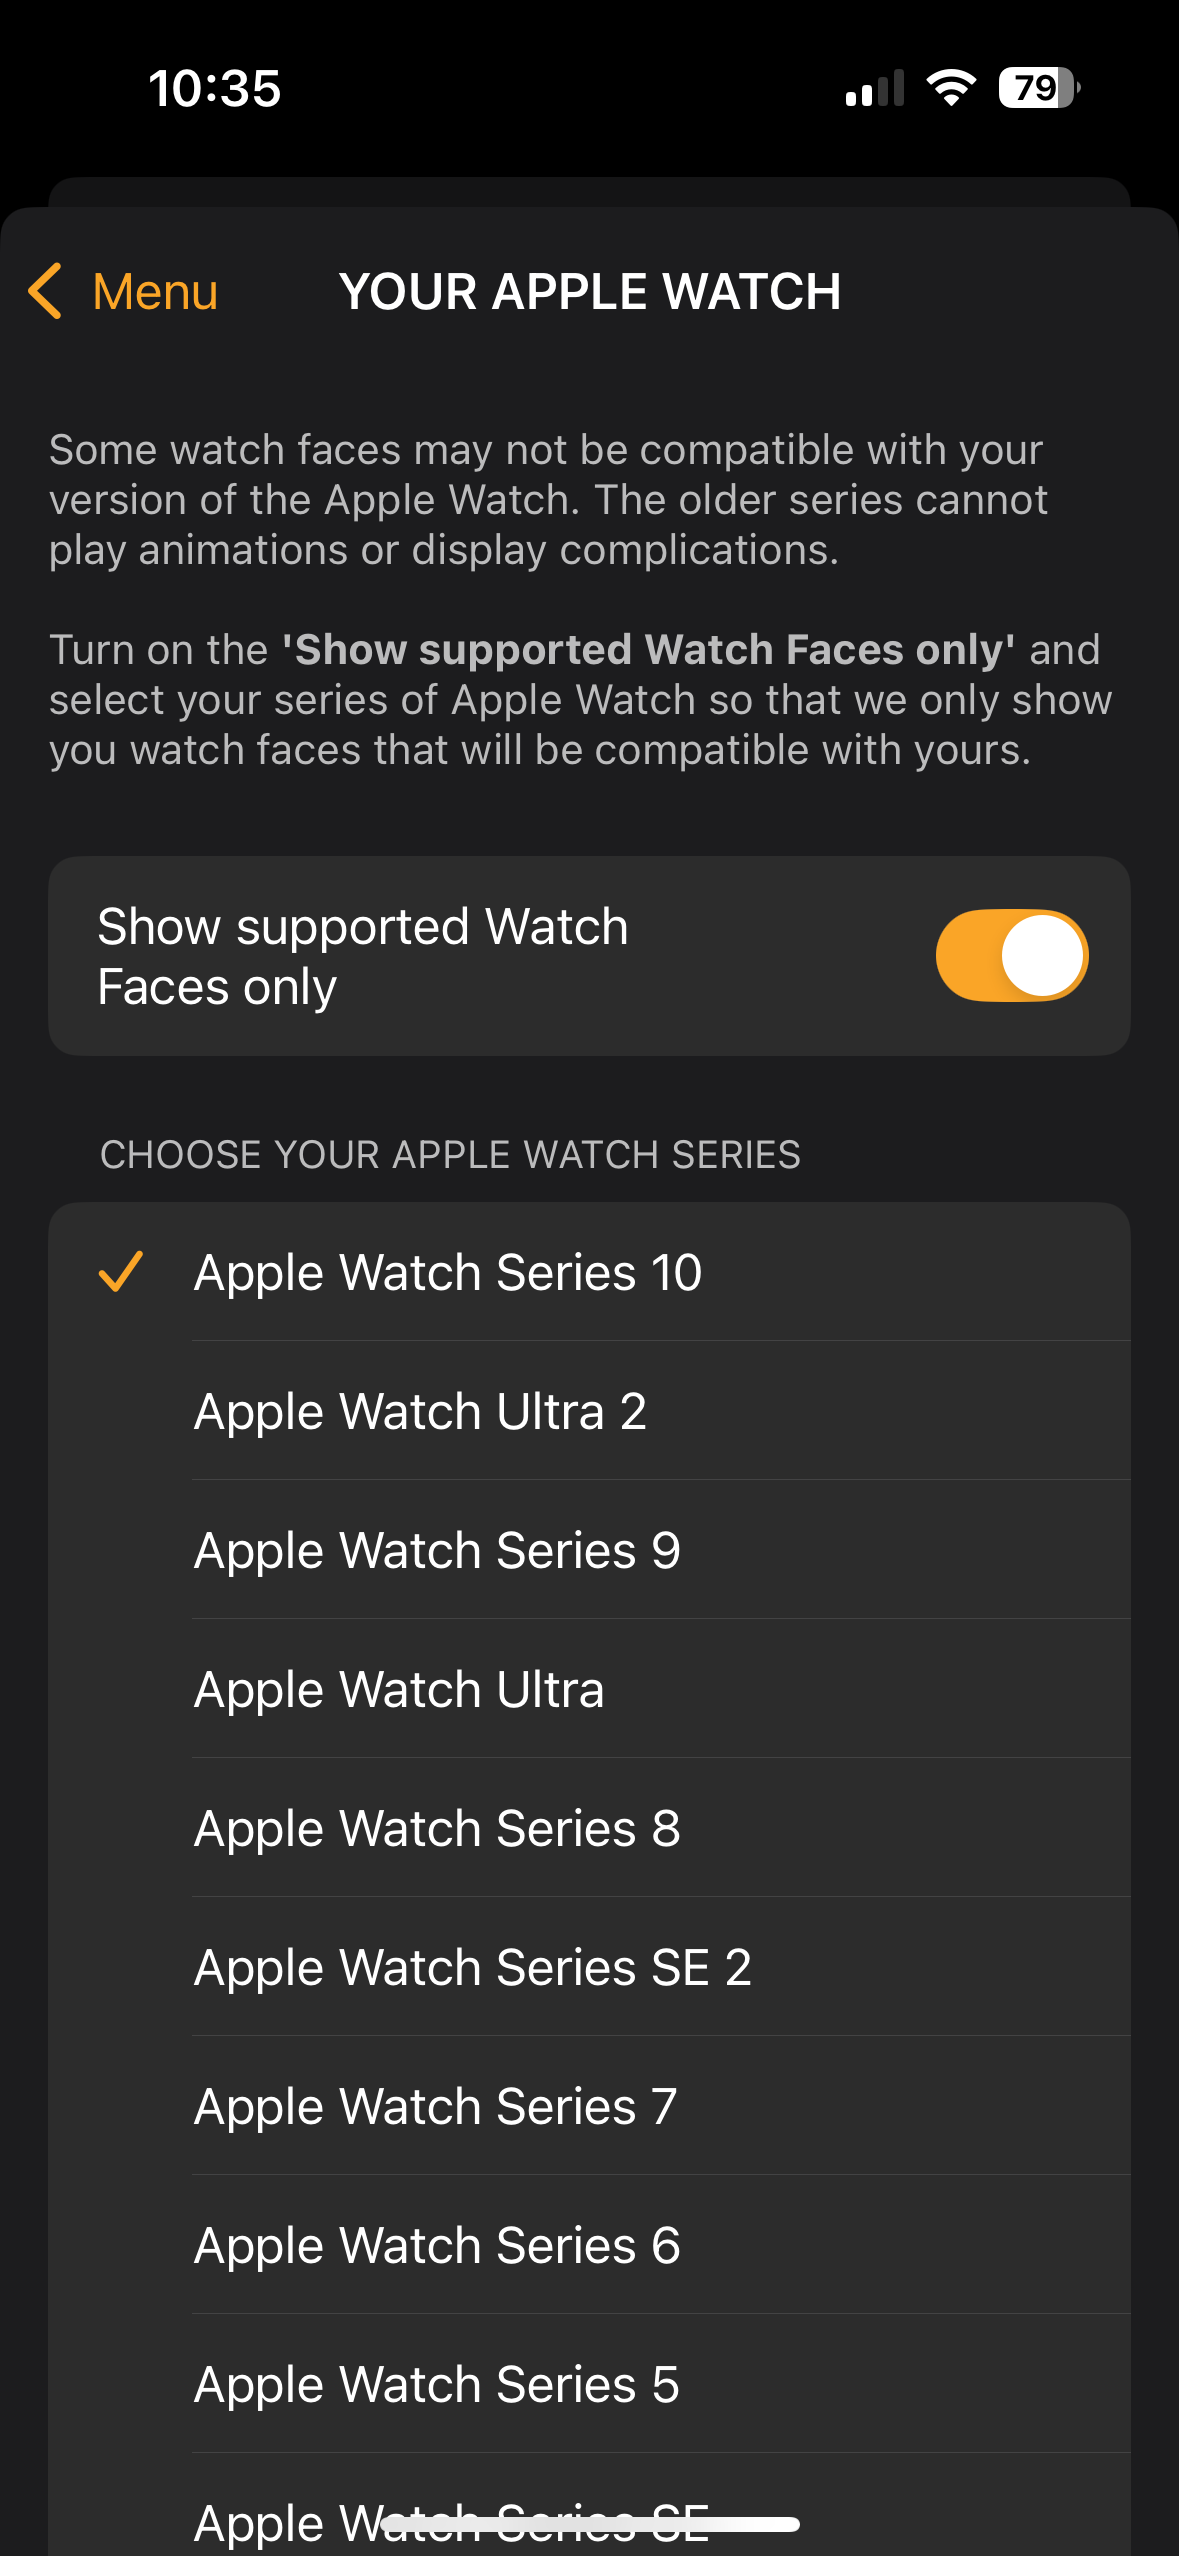 10:35
79
Menu
YOUR APPLE WATCH
Some watch faces may not be compatible with your
version of the Apple Watch. The older series cannot
play animations or display complications.
Turn on the 'Show supported Watch Faces only' and
select your series of Apple Watch so that we only show
you watch faces that will be compatible with yours.
Show supported Watch
Faces only
CHOOSE YOUR APPLE WATCH SERIES
Apple Watch Series 10
Apple Watch Ultra 2
Apple Watch Series 9
Apple Watch Ultra
Apple Watch Series 8
Apple Watch Series SE 2
Apple Watch Series 7
Apple Watch Series 6
Apple Watch Series 5
Apple Watch Series SE